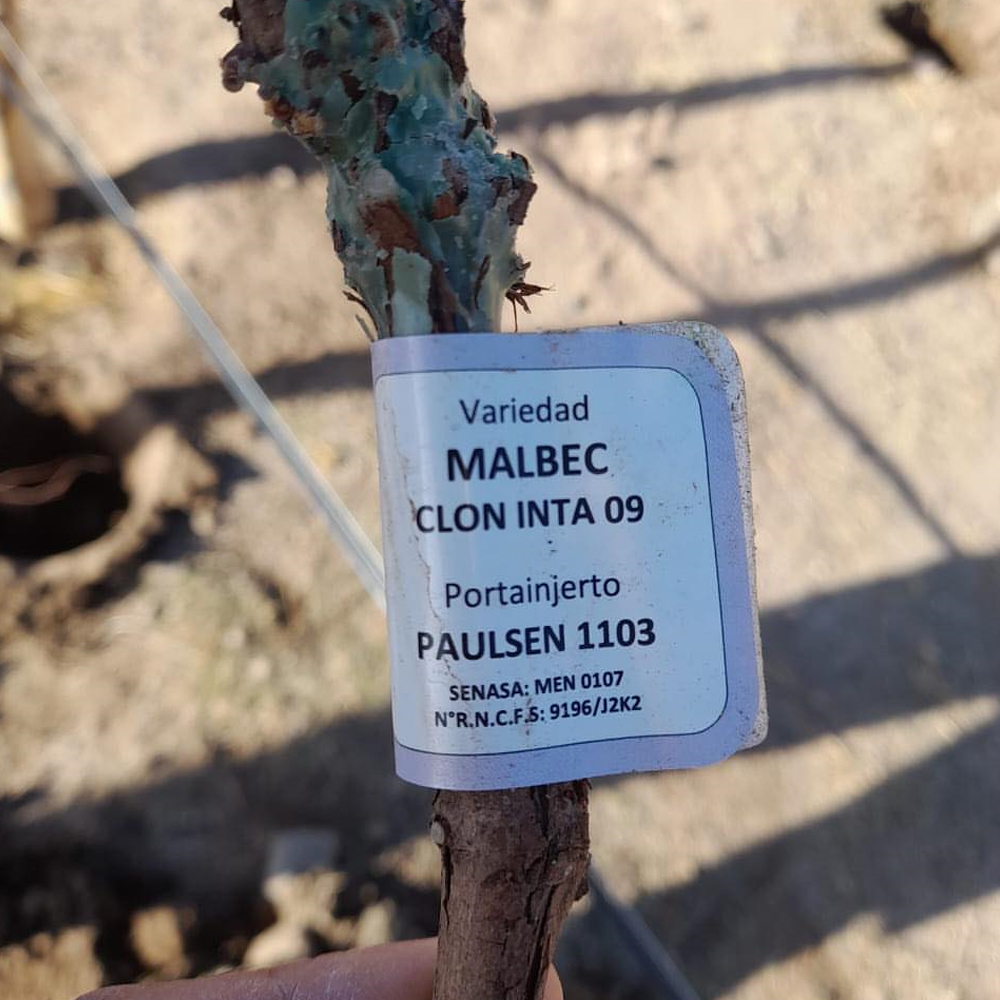 Variedad
MALBEC
CLON INTA 09
Portainjerto
PAULSEN 1103
SENASA: MEN 0107
N°R.N.C.F.S: 9196/J2K2